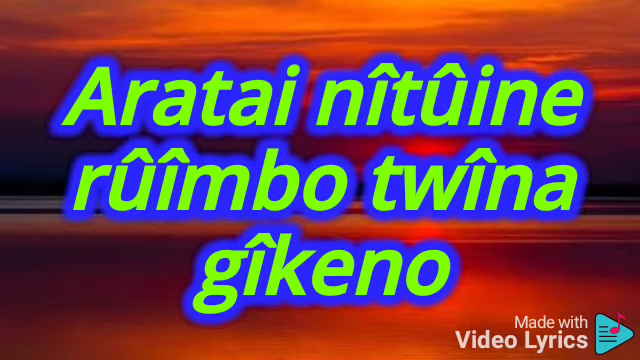 Aratai nîtûine
rûîmbo twîna
gîkeno
Made with
Video Lyrics